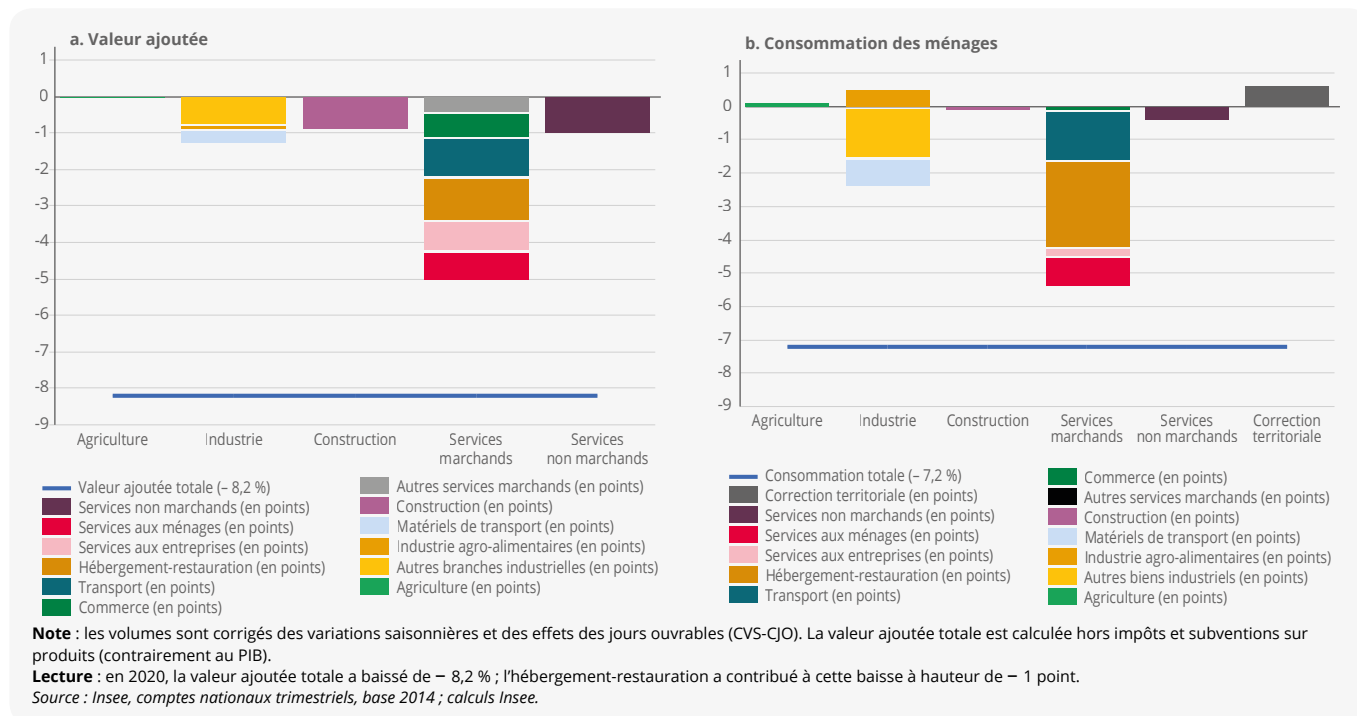 a. Valeur ajoutée
1
0
-1
-2
-3
-4
-5
-6
-7
-8
-9
Agriculture
Industrie
Construction
Services
marchands
Services
non marchands
Valeur ajoutée totale (– 8,2 %)
Services non marchands (en points)
Services aux ménages (en points)
Services aux entreprises (en points)
Hébergement-restauration (en points)
Transport (en points)
Commerce (en points)
Autres services marchands (en points)
Construction (en points)
Matériels de transport (en points)
Industrie agro-alimentaires (en points)
Autres branches industrielles (en points)
Agriculture (en points)
b. Consommation des ménages
1
0
-1
-2
-3
-4
-5
-6
-7
-8
-9
Agriculture
Industrie
Construction
Services
marchands
Services
non marchands
Correction
territoriale
Consommation totale (– 7,2 %)
Correction territoriale (en points)
Services non marchands (en points)
Services aux ménages (en points)
Services aux entreprises (en points)
Hébergement-restauration (en points)
Transport (en points)
Commerce (en points)
Autres services marchands (en points)
Construction (en points)
Matériels de transport (en points)
Industrie agro-alimentaires (en points)
Autres biens industriels (en points)
Agriculture (en points)
Note : les volumes sont corrigés des variations saisonnières et des effets des jours ouvrables (CVS-CJO). La valeur ajoutée totale est calculée hors impôts et subventions sur
produits (contrairement au PIB).
Lecture : en 2020, la valeur ajoutée totale a baissé de − 8,2 % ; l’hébergement-restauration a contribué à cette baisse à hauteur de − 1 point.
Source : Insee, comptes nationaux trimestriels, base 2014 ; calculs Insee.